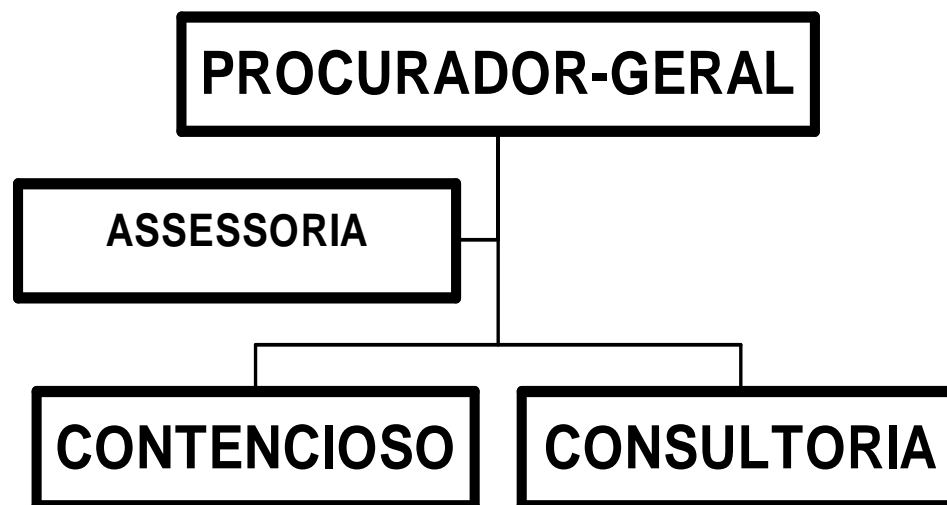 PROCURADOR-GERAL
ASSESSORIA
CONTENCIOSO
CONSULTORIA